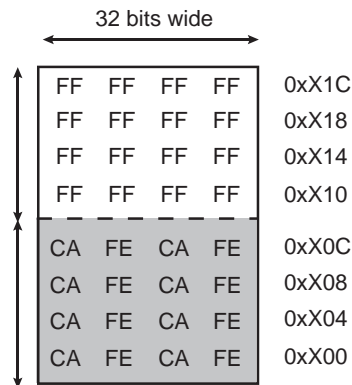 32 bits wide
FF FF FF FF 0xX1C
FF FF FF FF 0xX18
FF FF FF FF 0xX14
FF FF FF FF 0xX10
CA FE CA FE 0xX0C
CA FE CA FE 0xX08
CA FE CA FE 0xX04
CA FE CA FE 0xX00